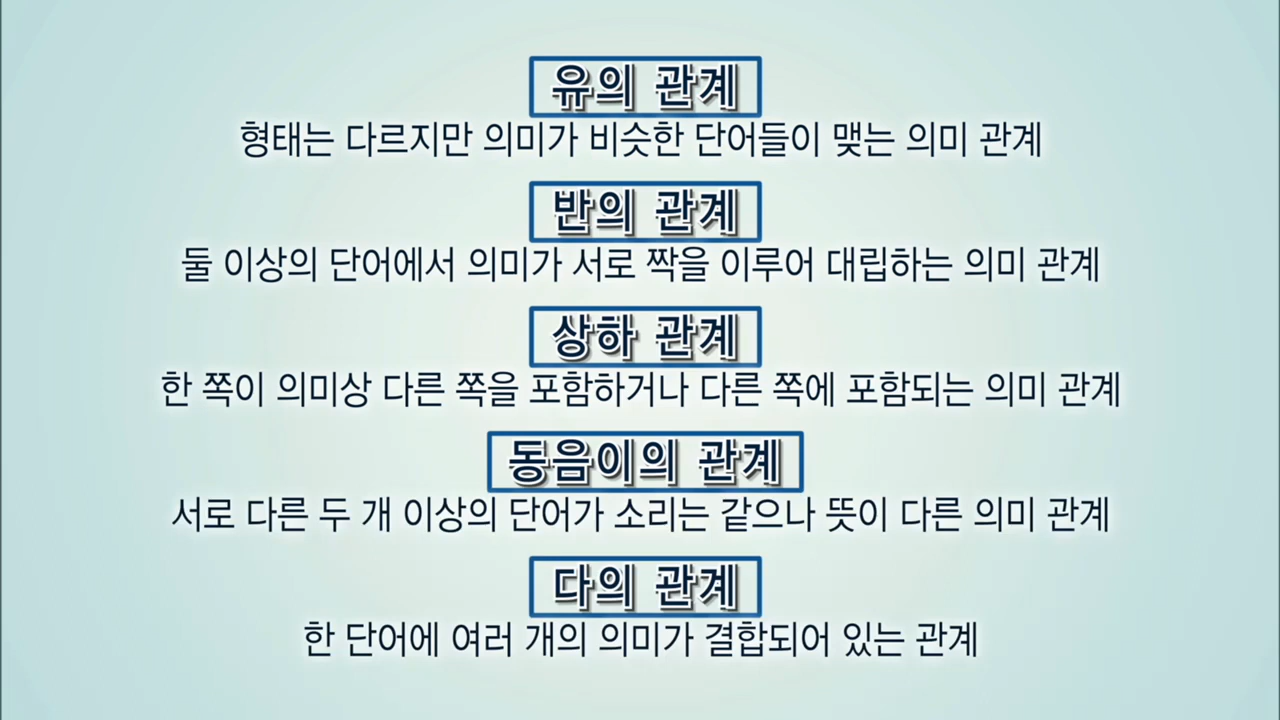 유의 관계
형태는 다르지만 의미가 비슷한 단어들이 맺는 의미 관계
반의 관계
둘 이상의 단어에서 의미가 서로 짝을 이루어 대립하는 의미 관계
상하 관계
한 쪽이 의미상 다른 쪽을 포함하거나 다른 쪽에 포함되는 의미 관계
동음이의 관계
서로 다른 두 개 이상의 단어가 소리는 같으나 뜻이 다른 의미 관계
다의 관계
한 단어에 여러 개의 의미가 결합되어 있는 관계